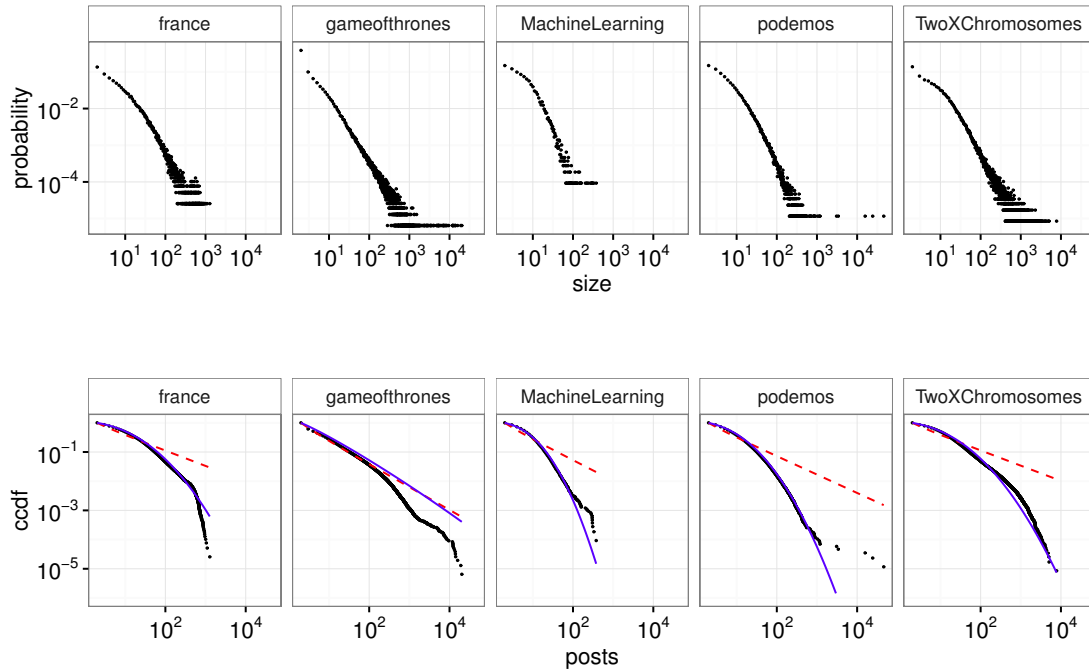 france gameofthrones MachineLearning podemos TwoXChromosomes
probability
10^-2
10^-4
10^1 10^2 10^3 10^4 10^1 10^2 10^3 10^4 10^1 10^2 10^3 10^4 10^1 10^2 10^3 10^4 10^1 10^2 10^3 10^4
size
france gameofthrones MachineLearning podemos TwoXChromosomes
ccdf
10^-1
10^-3
10^-5
10^2 10^4 10^2 10^4 10^2 10^4 10^2 10^4 10^2 10^4
posts